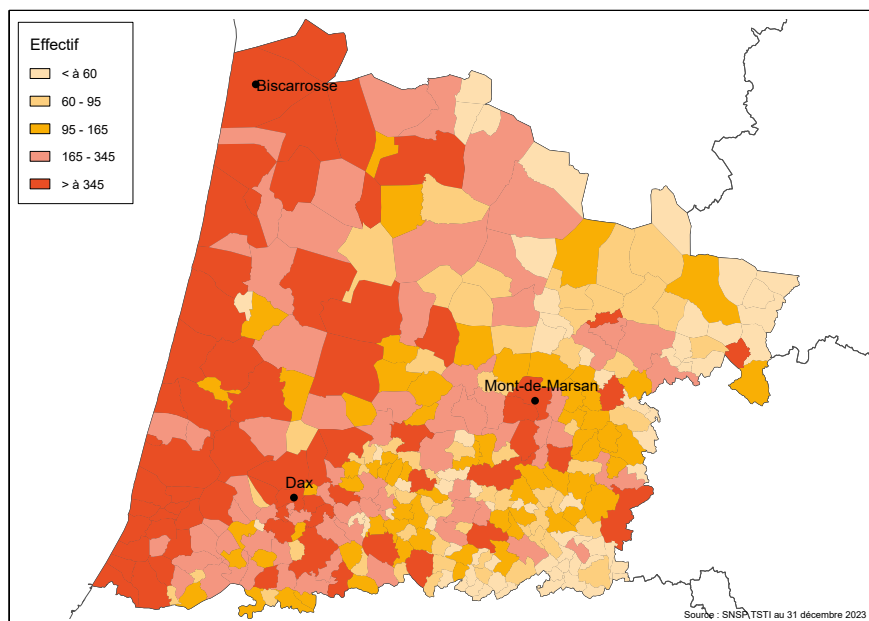 Effectif
< à 60
60 - 95
95 - 165
165 - 345
> à 345
Biscarrosse
Mont-de-Marsan
Dax
Source : SNSP,TSTI au 31 décembre 2023